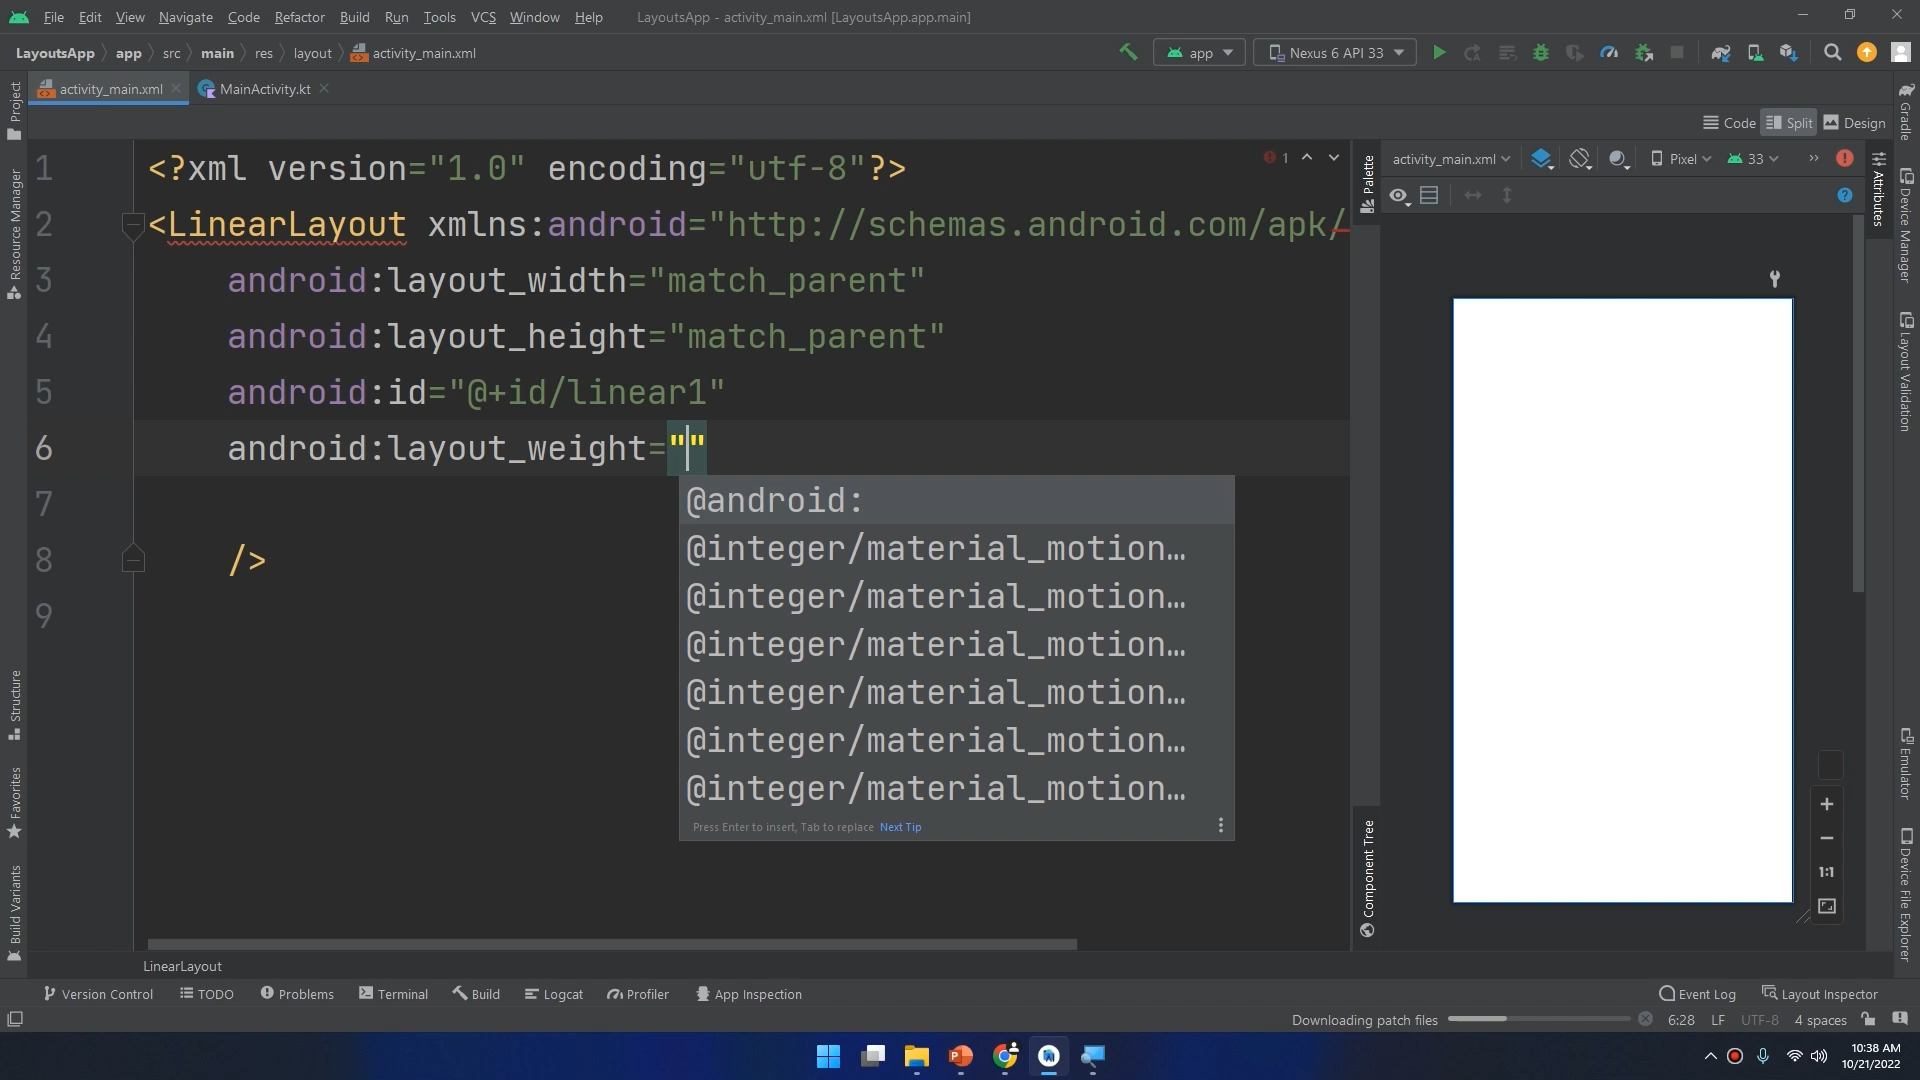 File Edit View Navigate Code Refactor Build Run Tools VCS Window Help LayoutsApp - activity_main.xml [LayoutsApp.app.main]
LayoutsApp app src main res layout activity_main.xml app Nexus 6 API 33
activity_main.xml MainActivity.kt
Code Split Design
Project
Resource Manager
Structure
Favorites
Build Variants
1 <?xml version="1.0" encoding="utf-8"?>
2 <LinearLayout xmlns:android="http://schemas.android.com/apk/
3 android:layout_width="match_parent"
4 android:layout_height="match_parent"
5 android:id="@+id/linear1"
6 android:layout_weight=""
7
8 />
9
1
@android:
@integer/material_motion…
@integer/material_motion…
@integer/material_motion…
@integer/material_motion…
@integer/material_motion…
@integer/material_motion…
Press Enter to insert, Tab to replace Next Tip
Palette
Component Tree
activity_main.xml Pixel 33 »
1:1
Attributes
Gradle
Device Manager
Layout Validation
Emulator
Device File Explorer
LinearLayout
Version Control TODO Problems Terminal Build Logcat Profiler App Inspection Event Log Layout Inspector
Downloading patch files 6:28 LF UTF-8 4 spaces
10:38 AM
10/21/2022